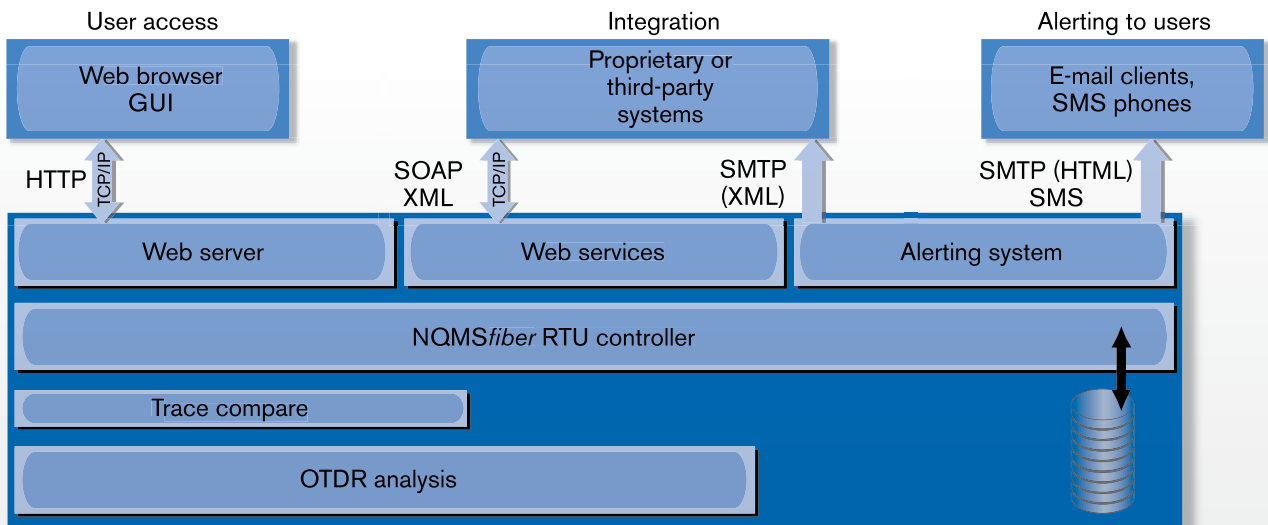 User access
Integration
Alerting to users
Web browser
GUI
Proprietary or
third-party
systems
E-mail clients,
SMS phones
HTTP
TCP/IP
SOAP
XML
TCP/IP
SMTP
(XML)
SMTP (HTML)
SMS
Web server
Web services
Alerting system
NQMSfiber RTU controller
Trace compare
OTDR analysis